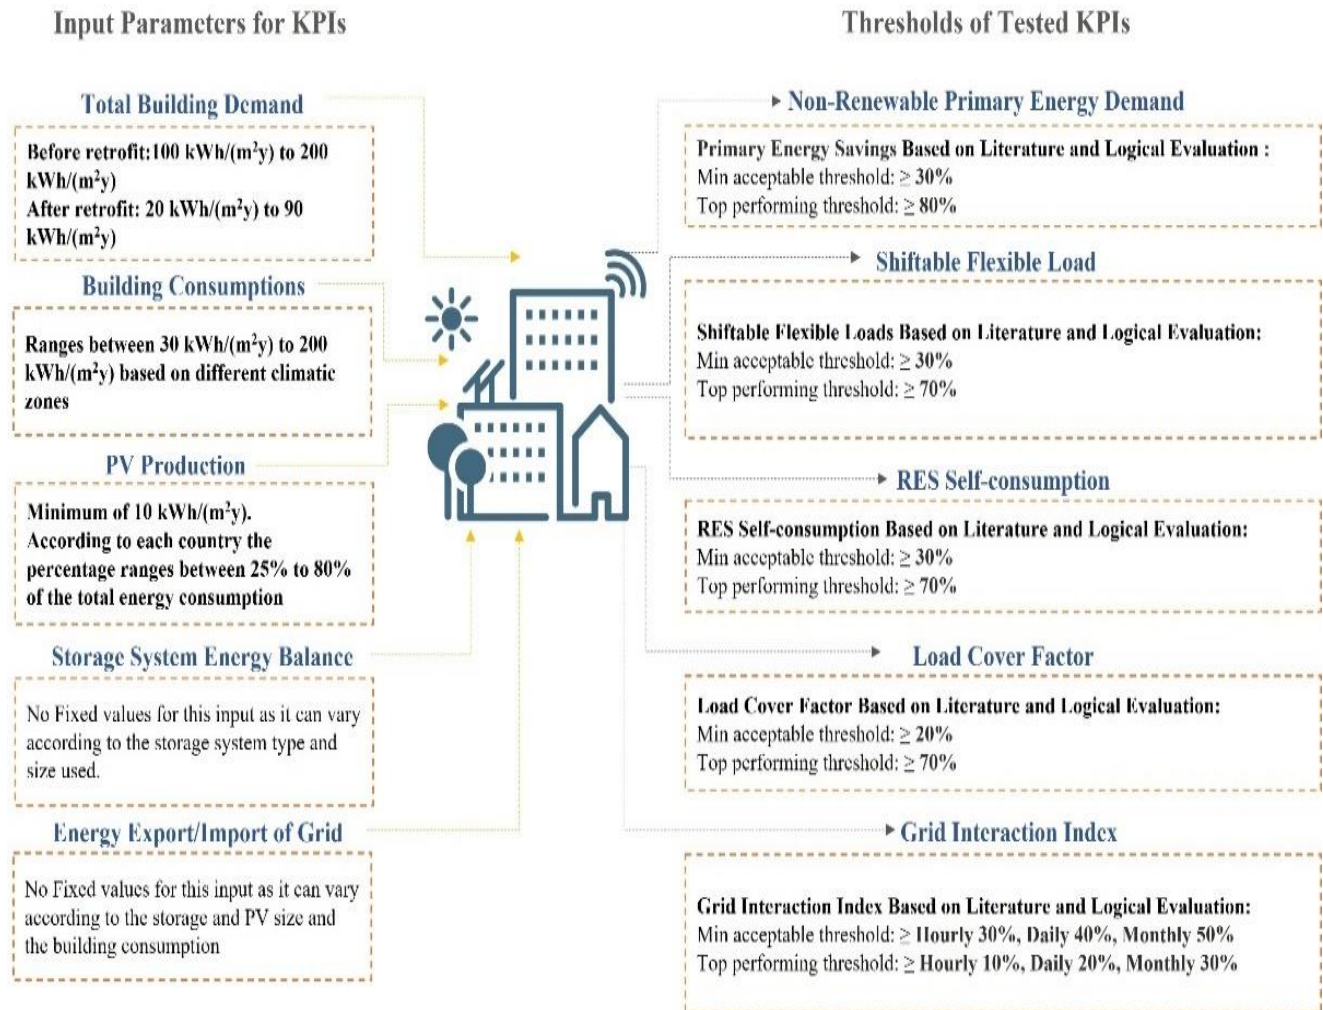 Input Parameters for KPIs
Total Building Demand
Before retrofit:100 kWh/(m²y) to 200
kWh/(m²y)
After retrofit: 20 kWh/(m²y) to 90
kWh/(m²y)
Building Consumptions
Ranges between 30 kWh/(m²y) to 200
kWh/(m²y) based on different climatic
zones
PV Production
Minimum of 10 kWh/(m²y).
According to each country the
percentage ranges between 25% to 80%
of the total energy consumption
Storage System Energy Balance
No Fixed values for this input as it can vary
according to the storage system type and
size used.
Energy Export/Import of Grid
No Fixed values for this input as it can vary
according to the storage and PV size and
the building consumption
Thresholds of Tested KPIs
Non-Renewable Primary Energy Demand
Primary Energy Savings Based on Literature and Logical Evaluation :
Min acceptable threshold: ≥ 30%
Top performing threshold: ≥ 80%
Shiftable Flexible Load
Shiftable Flexible Loads Based on Literature and Logical Evaluation:
Min acceptable threshold: ≥ 30%
Top performing threshold: ≥ 70%
RES Self-consumption
RES Self-consumption Based on Literature and Logical Evaluation:
Min acceptable threshold: ≥ 30%
Top performing threshold: ≥ 70%
Load Cover Factor
Load Cover Factor Based on Literature and Logical Evaluation:
Min acceptable threshold: ≥ 20%
Top performing threshold: ≥ 70%
Grid Interaction Index
Grid Interaction Index Based on Literature and Logical Evaluation:
Min acceptable threshold: ≥ Hourly 30%, Daily 40%, Monthly 50%
Top performing threshold: ≥ Hourly 10%, Daily 20%, Monthly 30%